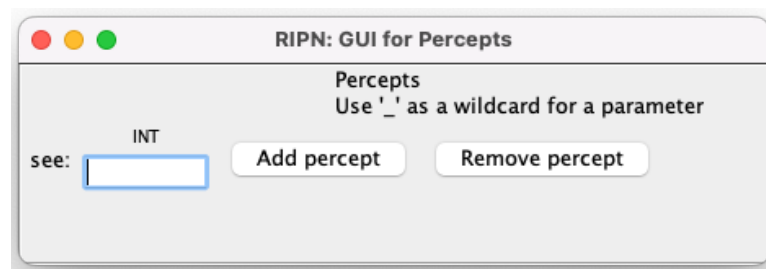 RIPN: GUI for Percepts
Percepts
Use '_' as a wildcard for a parameter
INT
see:
Add percept
Remove percept